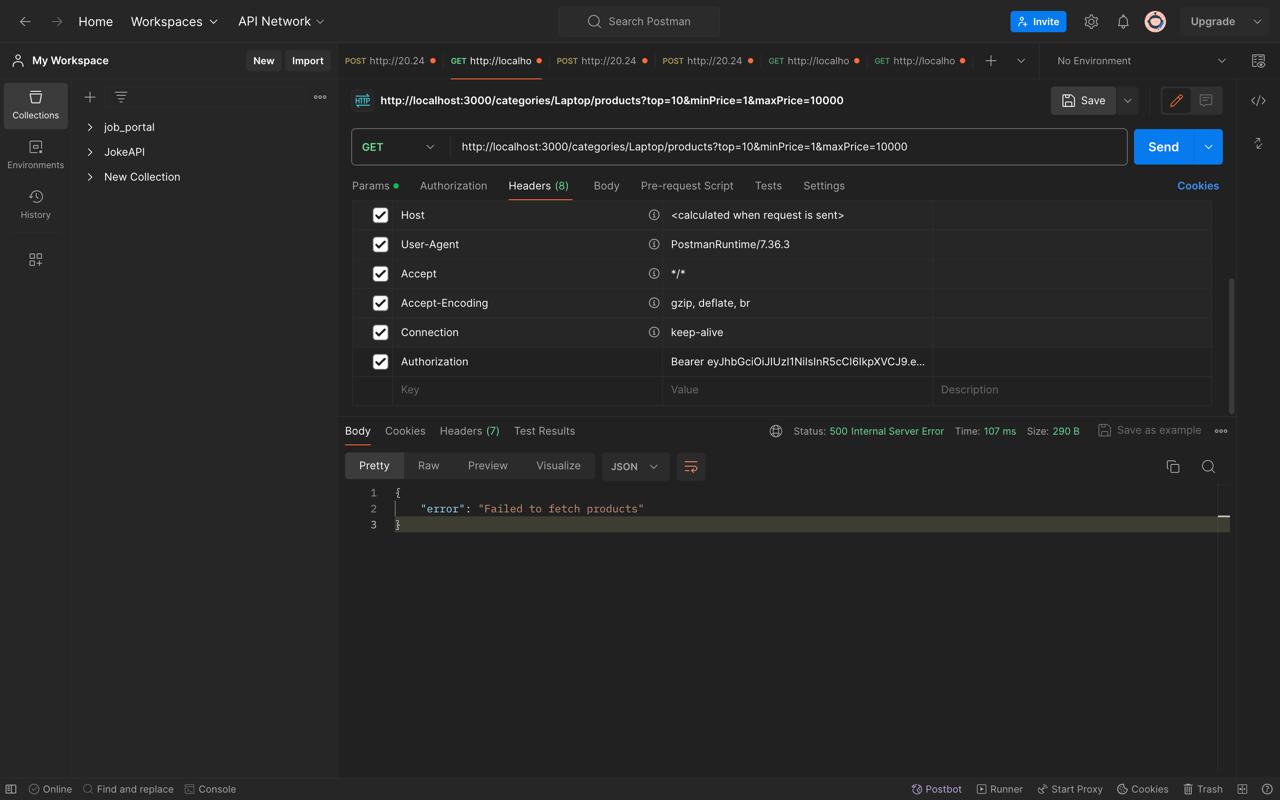 Home Workspaces API Network Search Postman Invite Upgrade
My Workspace New Import POST http://20.24 GET http://localho POST http://20.24 POST http://20.24 GET http://localho GET http://localho No Environment
Collections
Environments
History
job_portal
JokeAPI
New Collection
HTTP http://localhost:3000/categories/Laptop/products?top=10&minPrice=1&maxPrice=10000 Save
GET http://localhost:3000/categories/Laptop/products?top=10&minPrice=1&maxPrice=10000 Send
Params Authorization Headers (8) Body Pre-request Script Tests Settings Cookies
Host <calculated when request is sent>
User-Agent PostmanRuntime/7.36.3
Accept */*
Accept-Encoding gzip, deflate, br
Connection keep-alive
Authorization Bearer eyJhbGciOiJIUzI1NiIsInR5cCI6IkpXVCJ9.e...
Key Value Description
Body Cookies Headers (7) Test Results Status: 500 Internal Server Error Time: 107 ms Size: 290 B Save as example
Pretty Raw Preview Visualize JSON
1 {
2 "error": "Failed to fetch products"
3 }
Online Find and replace Console Postbot Runner Start Proxy Cookies Trash